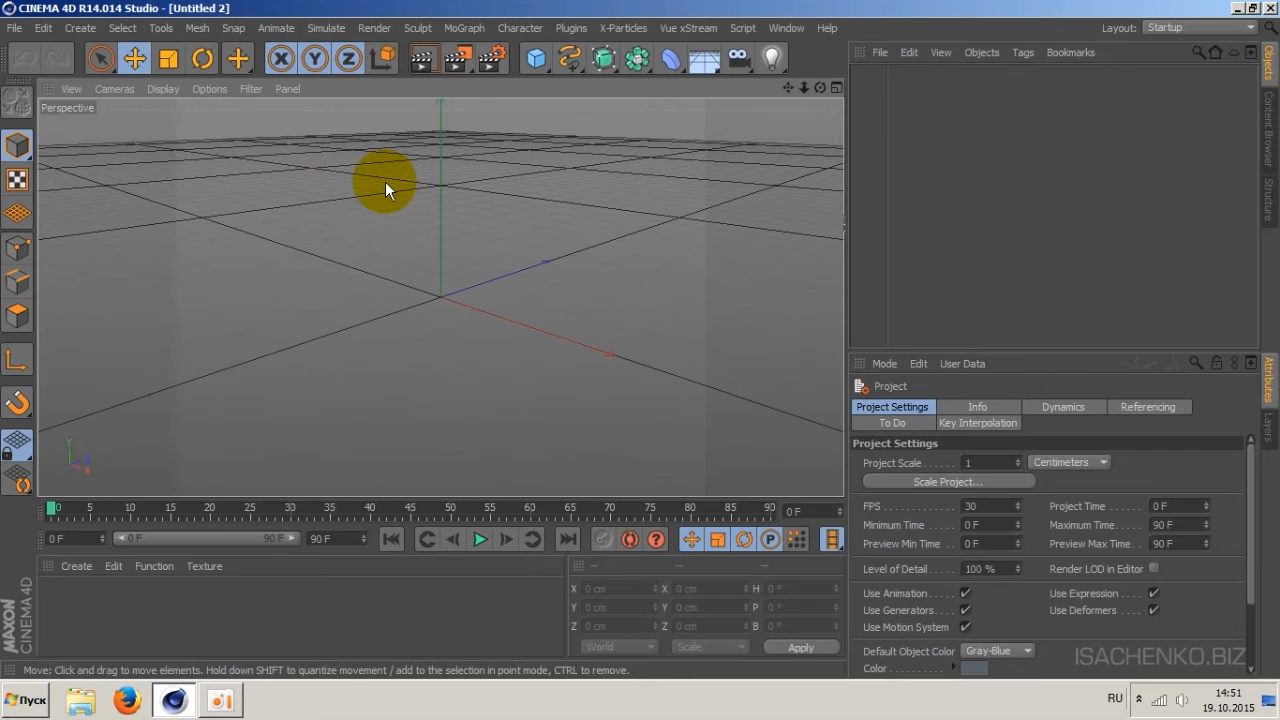 CINEMA 4D R14.014 Studio - [Untitled 2]
File Edit Create Select Tools Mesh Snap Animate Simulate Render Sculpt MoGraph Character Plugins X-Particles Vue xStream Script Window Help Layout: Startup
X Y Z
File Edit View Objects Tags Bookmarks
View Cameras Display Options Filter Panel
Perspective
Objects
Content Browser
Structure
Y
Z
X
Mode Edit User Data
Attributes
Layers
Project
Project Settings Info Dynamics Referencing
To Do Key Interpolation
Project Settings
Project Scale 1 Centimeters
Scale Project...
FPS 30 Project Time 0 F
Minimum Time 0 F Maximum Time 90 F
Preview Min Time 0 F Preview Max Time 90 F
Level of Detail 100 % Render LOD in Editor
Use Animation Use Expression
Use Generators Use Deformers
Use Motion System
Default Object Color Gray-Blue
Color
0 5 10 15 20 25 30 35 40 45 50 55 60 65 70 75 80 85 90 0 F
0 F 0 F 90 F 90 F
P
Create Edit Function Texture
-- -- --
X 0 cm X 0 cm H 0 °
Y 0 cm Y 0 cm P 0 °
Z 0 cm Z 0 cm B 0 °
World Scale Apply
MAXON
CINEMA 4D
Move: Click and drag to move elements. Hold down SHIFT to quantize movement / add to the selection in point mode, CTRL to remove.
ISACHENKO.BIZ
Пуск
RU
14:51
19.10.2015